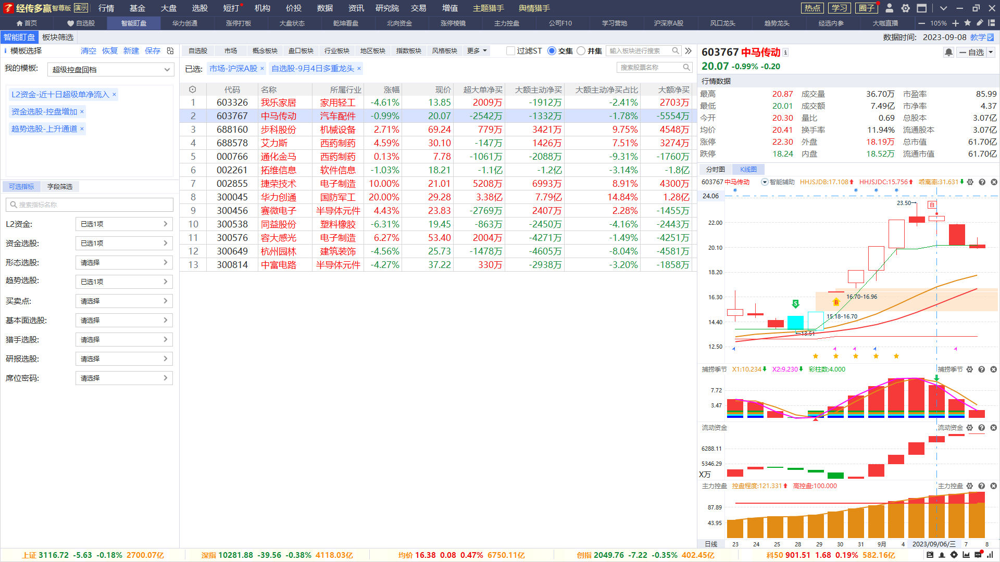 经传多赢 智尊版 演示 行情 基金 大盘 选股 短打 机构 价投 数据 资讯 研究院 交易 增值 主题猎手 舆情猎手 热点 学习 圈子
首页 自选股 智能盯盘 华力创通 涨停打板 大盘状态 乾坤看盘 北向资金 涨停棱镜 主力控盘 公司F10 学习营地 沪深京A股 风口龙头 趋势龙头 经选内参 大咖直播 105%
智能盯盘 板块筛选 数据时间: 2023-09-08 教学
模板选择 清空 恢复 新建 保存
我的模板: 超级控盘回档
L2资金-近十日超级单净流入 ×
资金选股-控盘增加 ×
趋势选股-上升通道 ×
可选指标 字段筛选
搜索指标名称
L2资金: 已选1项
资金选股: 已选1项
形态选股: 请选择
趋势选股: 已选1项
买卖点: 请选择
基本面选股: 请选择
猎手选股: 请选择
研报选股: 请选择
席位密码: 请选择
自选股 市场 概念板块 盘口板块 行业板块 地区板块 指数板块 风格板块 更多 过滤ST 交集 并集 输入板块进行搜索
已选: 市场-沪深A股 × 自选股-9月4日多重龙头 × 搜索股票名称
代码 名称 所属行业 涨幅 现价 超大单净买 大额主动净买 大额主动净买占比 大额净买
1 603326 我乐家居 家用轻工 -4.61% 13.85 2009万 -1912万 -2.41% 2703万
2 603767 中马传动 汽车配件 -0.99% 20.07 -2542万 -1332万 -1.78% -5554万
3 688160 步科股份 机械设备 2.71% 69.24 779万 3421万 9.75% 4548万
4 688578 艾力斯 西药制药 4.59% 30.10 -147万 1426万 7.51% 3274万
5 000766 通化金马 西药制药 0.13% 7.78 -1061万 -2088万 -9.31% -1760万
6 002261 拓维信息 软件信息 -1.03% 18.21 -1.1亿 -1.2亿 -3.14% -1.8亿
7 002855 捷荣技术 电子制造 10.00% 21.01 5208万 6993万 8.91% 4300万
8 300045 华力创通 国防军工 20.00% 29.28 3.38亿 7.79亿 14.84% 1.28亿
9 300456 赛微电子 半导体元件 4.43% 23.83 -2769万 2407万 2.28% -1455万
10 300538 同益股份 塑料橡胶 -6.31% 19.45 -863万 -2450万 -4.16% -2443万
11 300576 容大感光 电子制造 6.27% 53.40 2004万 -4271万 -1.49% -4251万
12 300649 杭州园林 建筑装饰 -4.56% 25.73 -1478万 -4605万 -8.04% -4581万
13 300814 中富电路 半导体元件 -4.27% 37.22 330万 -2938万 -3.20% -1858万
603767 中马传动 自选
20.07 -0.99% -0.20
行情数据
最高 20.87 成交量 36.70万 市盈率 85.99
最低 20.01 成交额 7.49亿 市净率 4.37
今开 20.30 量比 0.69 总股本 3.07亿
均价 20.41 换手率 11.94% 流通股本 3.07亿
涨停 22.30 外盘 18.19万 总市值 61.70亿
跌停 18.24 内盘 18.52万 流通市值 61.70亿
分时图 K线图
603767 中马传动 智能辅助 HHJSJDB:17.108 HHJSJDC:15.756 乖离率:31.631
24.06
23.50 自
22.00
20.10
18.20
16.30 16.70-16.96
S B
15.18-16.70
14.40
13.51
12.50
捕捞季节 X1:10.234 X2:9.230 彩柱数:4.000 捕捞季节
7.72
3.47
流动资金 流动资金
6288.11
5346.29
X万
主力控盘 控盘程度:121.331 高控盘:100.000 主力控盘
87.89
43.95
日线 23 24 25 28 29 30 31 9月 4 2023/09/06/三 7 8
上证 3116.72 -5.63 -0.18% 2700.07亿 深指 10281.88 -39.56 -0.38% 4118.03亿 均价 16.38 0.08 0.47% 6750.11亿 创指 2049.76 -7.22 -0.35% 402.45亿 科50 901.51 1.68 0.19% 582.16亿